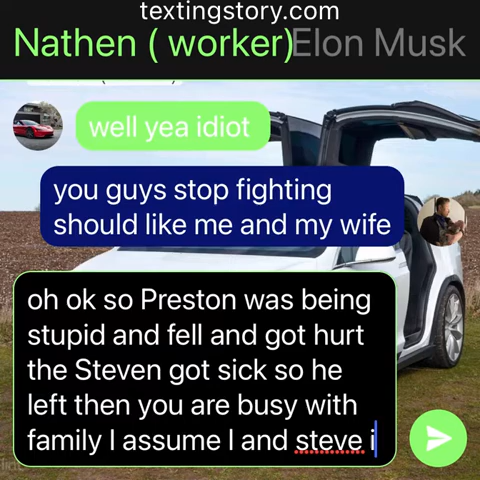 textingstory.com
Nathen ( worker) Elon Musk
well yea idiot
you guys stop fighting
should like me and my wife
oh ok so Preston was being
stupid and fell and got hurt
the Steven got sick so he
left then you are busy with
family I assume I and steve i